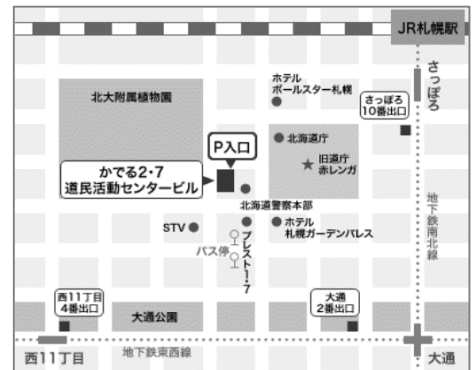 JR札幌駅
さっぽろ
ホテル
ポールスター札幌
北大附属植物園
さっぽろ
10番出口
P入口
北海道庁
旧道庁
赤レンガ
かでる2・7
道民活動センタービル
北海道警察本部
地下鉄南北線
STV
ホテル
札幌ガーデンパレス
バス停
プレスト1・7
西11丁目
4番出口
大通公園
大通
2番出口
西11丁目
地下鉄東西線
大通